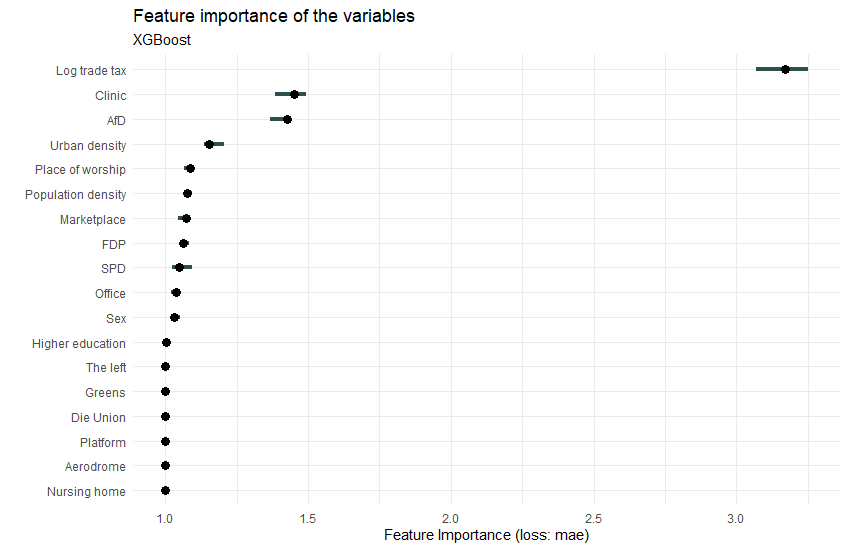 Feature importance of the variables
XGBoost
Log trade tax
Clinic
AfD
Urban density
Place of worship
Population density
Marketplace
FDP
SPD
Office
Sex
Higher education
The left
Greens
Die Union
Platform
Aerodrome
Nursing home
1.0 1.5 2.0 2.5 3.0
Feature Importance (loss: mae)